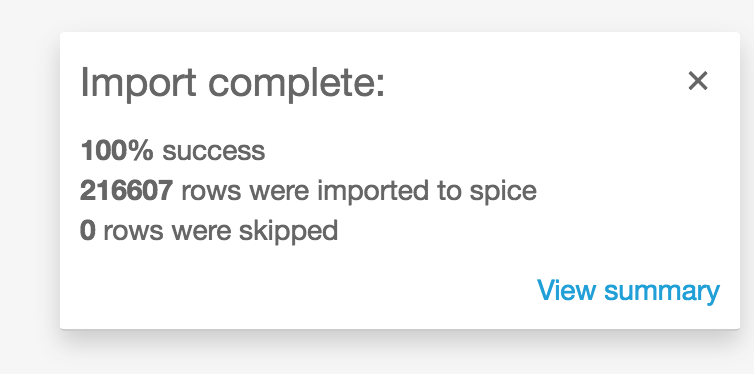 Import complete:
100% success
216607 rows were imported to spice
0 rows were skipped
View summary